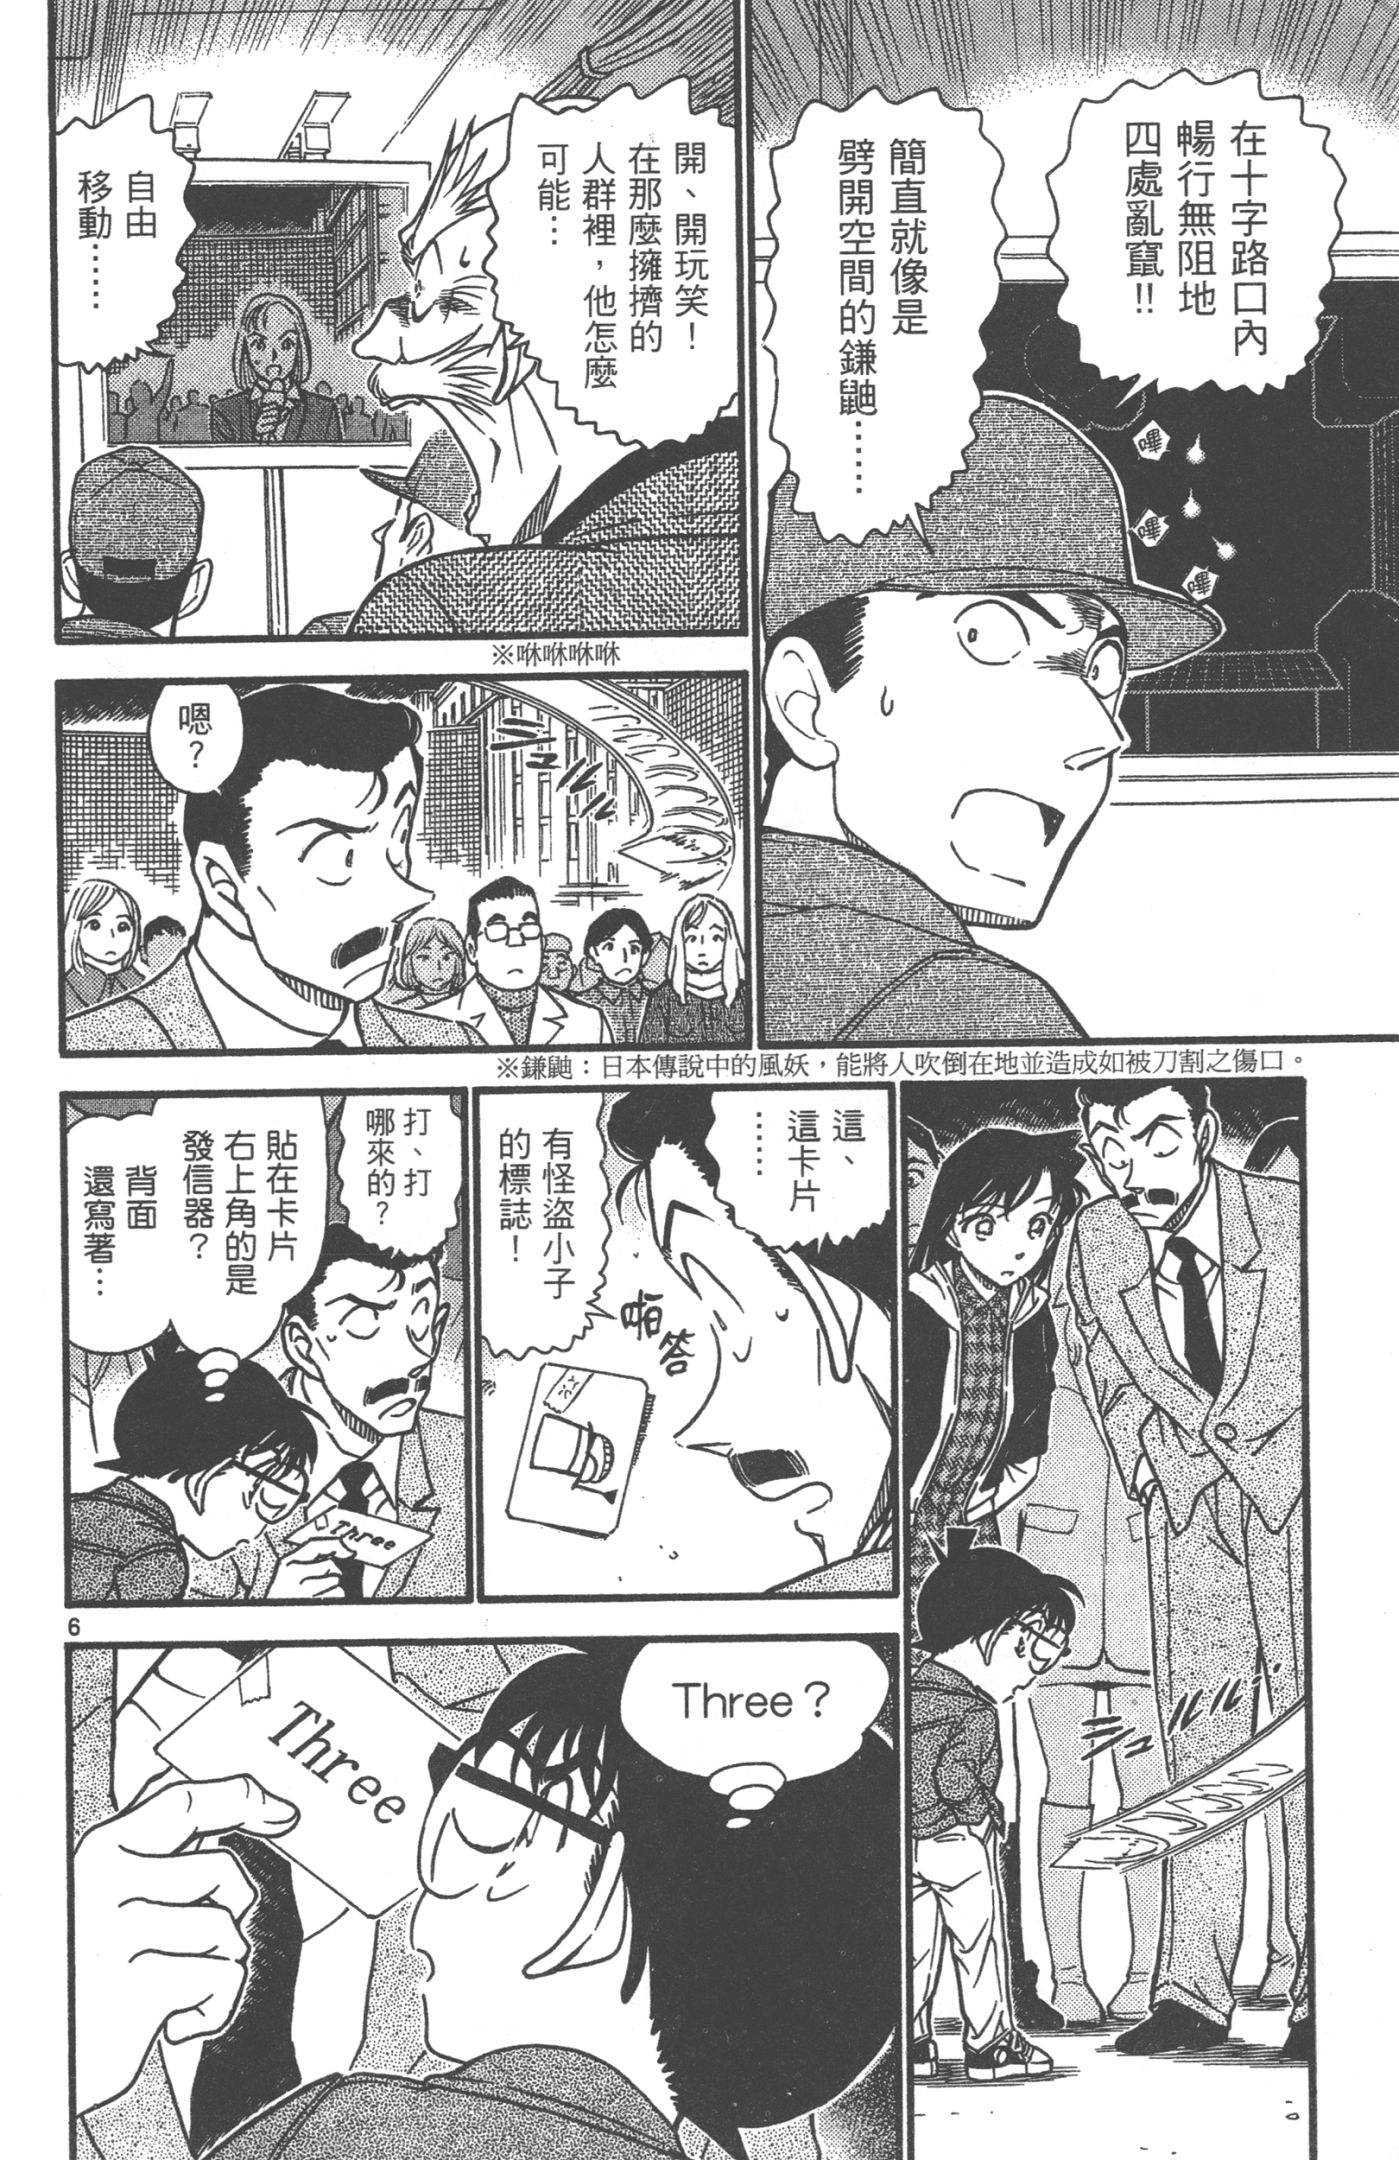 在十字路口內
暢行無阻地
四處亂竄!!
簡直就像是
劈開空間的鎌鼬……
嗶
嗶
嗶
開、開玩笑！
在那麼擁擠的
人群裡，他怎麼
可能…
自由
移動……
※咻咻咻咻
嗯？
※鎌鼬：日本傳說中的風妖，能將人吹倒在地並造成如被刀割之傷口。
這、
這卡片
……
有怪盜小子
的標誌！
啪
答
打、打
哪來的？
貼在卡片
右上角的是
發信器？
背面
還寫著…
Three
6
Three？
Three